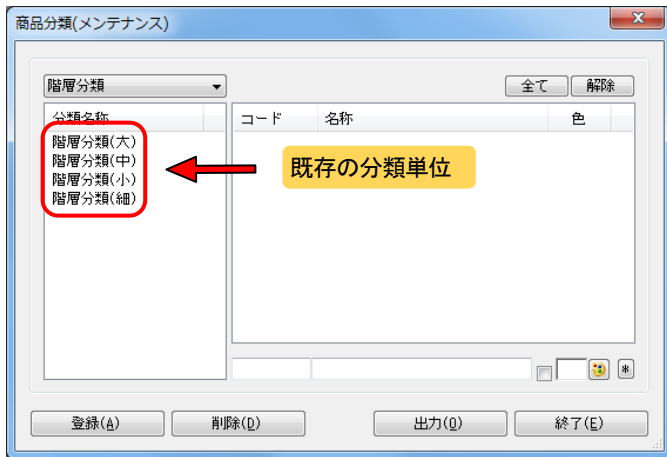 商品分類(メンテナンス)
階層分類
全て 解除
分類名称
コード 名称 色
階層分類(大)
階層分類(中)
階層分類(小)
階層分類(細)
既存の分類単位
*
登録(A) 削除(D) 出力(O) 終了(E)